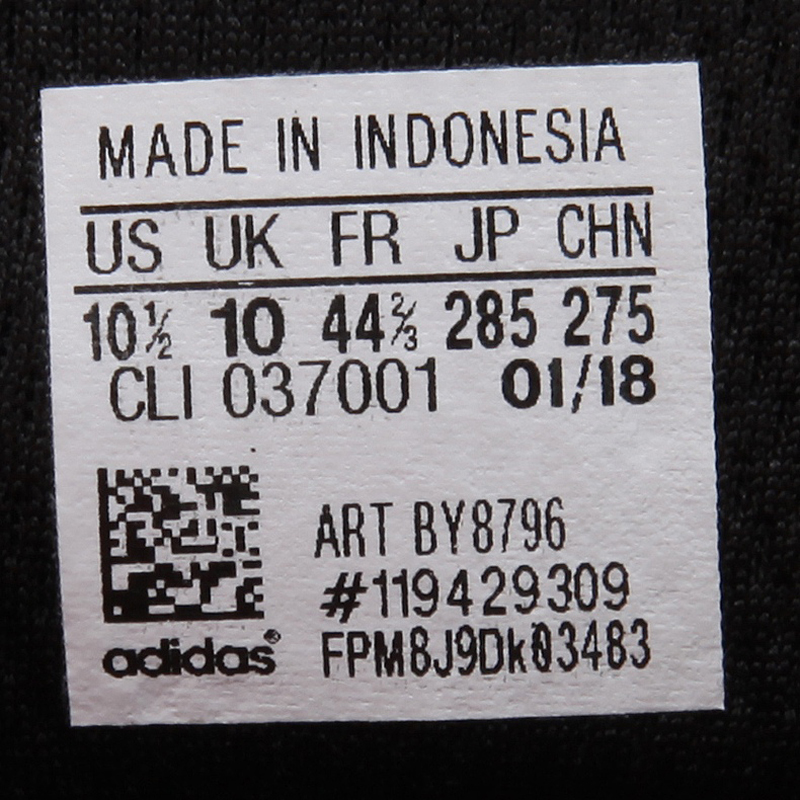 MADE IN INDONESIA
US UK FR JP CHN
10½ 10 44⅔ 285 275
CLI 037001 01/18
ART BY8796
#119429309
FPM8J9Dk03483
adidas®